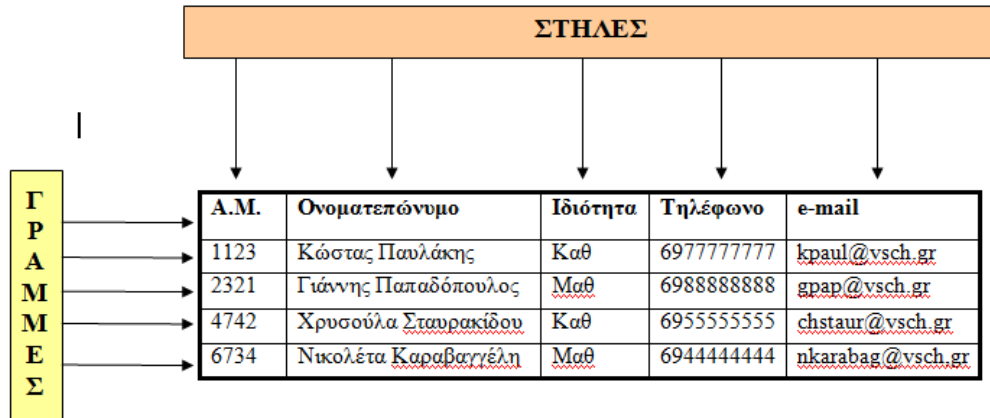 ΣΤΗΛΕΣ
ΓΡΑΜΜΕΣ
Α.Μ. Ονοματεπώνυμο Ιδιότητα Τηλέφωνο e-mail
1123 Κώστας Παυλάκης Καθ 6977777777 kpaul@vsch.gr
2321 Γιάννης Παπαδόπουλος Μαθ 6988888888 gpap@vsch.gr
4742 Χρυσούλα Σταυρακίδου Καθ 6955555555 chstaur@vsch.gr
6734 Νικολέτα Καραβαγγέλη Μαθ 6944444444 nkarabag@vsch.gr